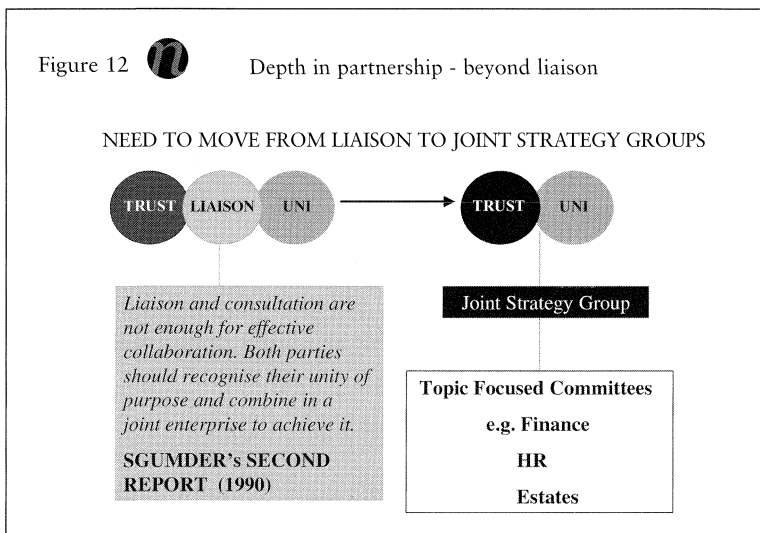 Figure 12 n Depth in partnership - beyond liaison
NEED TO MOVE FROM LIAISON TO JOINT STRATEGY GROUPS
TRUST LIAISON UNI TRUST UNI
Liaison and consultation are
not enough for effective
collaboration. Both parties
should recognise their unity of
purpose and combine in a
joint enterprise to achieve it.
SGUMDER's SECOND
REPORT (1990)
Joint Strategy Group
Topic Focused Committees
e.g. Finance
HR
Estates